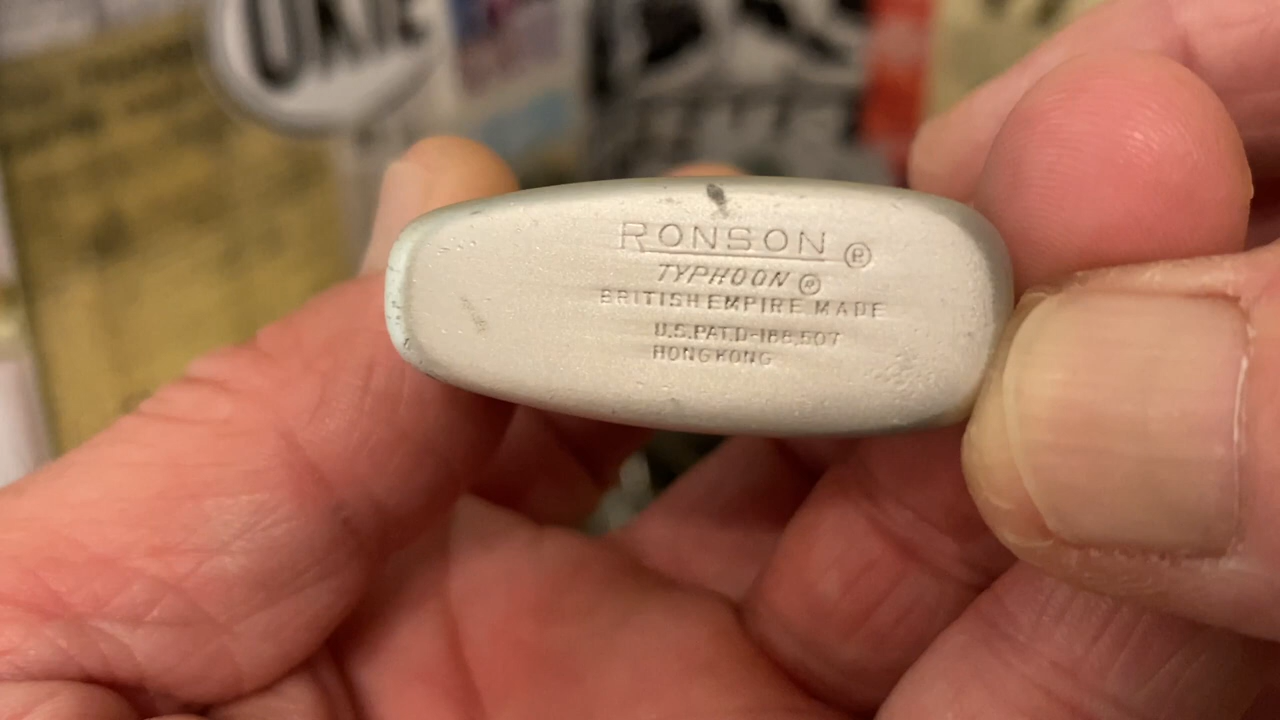 RONSON ®
TYPHOON ®
BRITISH EMPIRE MADE
U.S.PAT.D-188,507
HONG KONG